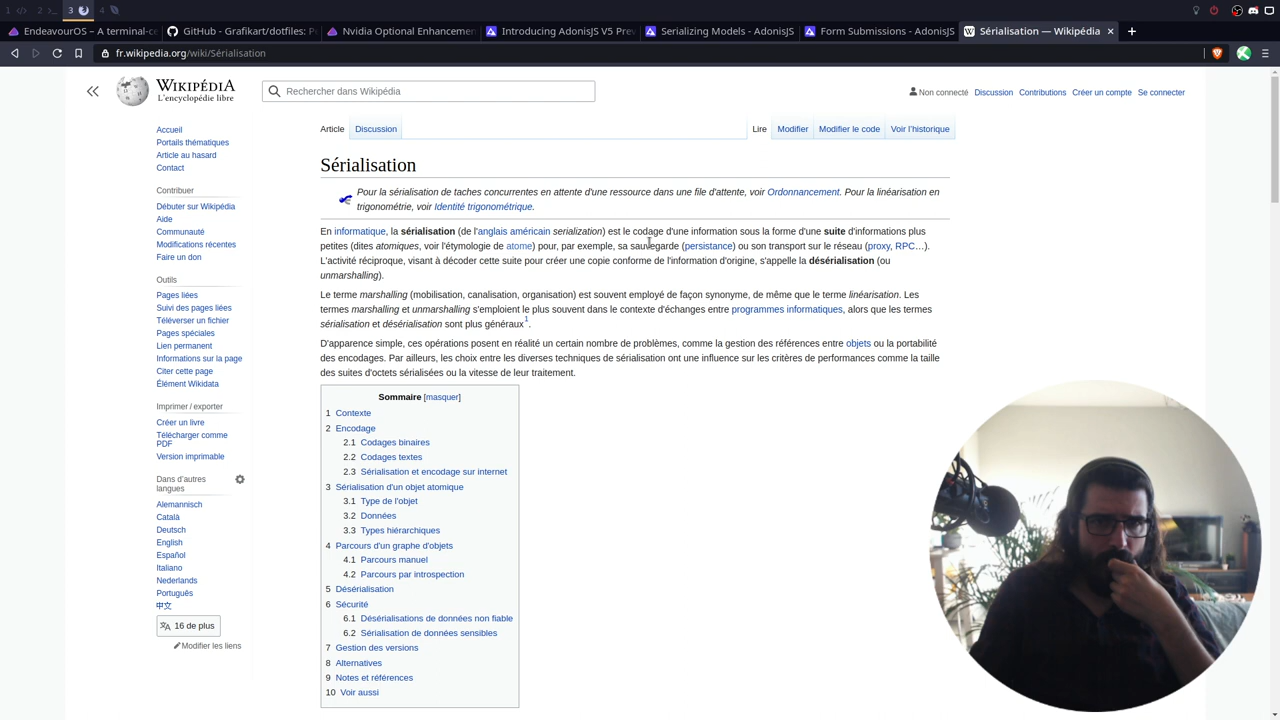 1 </> 2 >_ 3 4
EndeavourOS – A terminal-ce
GitHub - Grafikart/dotfiles: P
Nvidia Optional Enhancemen
Introducing AdonisJS V5 Prev
Serializing Models - AdonisJS
Form Submissions - AdonisJS
Sérialisation — Wikipédia
fr.wikipedia.org/wiki/Sérialisation
WIKIPÉDIA
L'encyclopédie libre
Rechercher dans Wikipédia
Non connecté Discussion Contributions Créer un compte Se connecter
Accueil
Portails thématiques
Article au hasard
Contact
Contribuer
Débuter sur Wikipédia
Aide
Communauté
Modifications récentes
Faire un don
Outils
Pages liées
Suivi des pages liées
Téléverser un fichier
Pages spéciales
Lien permanent
Informations sur la page
Citer cette page
Élément Wikidata
Imprimer / exporter
Créer un livre
Télécharger comme
PDF
Version imprimable
Dans d'autres
langues
Alemannisch
Català
Deutsch
English
Español
Italiano
Nederlands
Português
中文
16 de plus
Modifier les liens
Article Discussion Lire Modifier Modifier le code Voir l'historique
Sérialisation
Pour la sérialisation de taches concurrentes en attente d'une ressource dans une file d'attente, voir Ordonnancement. Pour la linéarisation en
trigonométrie, voir Identité trigonométrique.
En informatique, la sérialisation (de l'anglais américain serialization) est le codage d'une information sous la forme d'une suite d'informations plus
petites (dites atomiques, voir l'étymologie de atome) pour, par exemple, sa sauvegarde (persistance) ou son transport sur le réseau (proxy, RPC…).
L'activité réciproque, visant à décoder cette suite pour créer une copie conforme de l'information d'origine, s'appelle la désérialisation (ou
unmarshalling).
Le terme marshalling (mobilisation, canalisation, organisation) est souvent employé de façon synonyme, de même que le terme linéarisation. Les
termes marshalling et unmarshalling s'emploient le plus souvent dans le contexte d'échanges entre programmes informatiques, alors que les termes
sérialisation et désérialisation sont plus généraux1.
D'apparence simple, ces opérations posent en réalité un certain nombre de problèmes, comme la gestion des références entre objets ou la portabilité
des encodages. Par ailleurs, les choix entre les diverses techniques de sérialisation ont une influence sur les critères de performances comme la taille
des suites d'octets sérialisées ou la vitesse de leur traitement.
Sommaire [masquer]
1 Contexte
2 Encodage
2.1 Codages binaires
2.2 Codages textes
2.3 Sérialisation et encodage sur internet
3 Sérialisation d'un objet atomique
3.1 Type de l'objet
3.2 Données
3.3 Types hiérarchiques
4 Parcours d'un graphe d'objets
4.1 Parcours manuel
4.2 Parcours par introspection
5 Désérialisation
6 Sécurité
6.1 Désérialisations de données non fiable
6.2 Sérialisation de données sensibles
7 Gestion des versions
8 Alternatives
9 Notes et références
10 Voir aussi